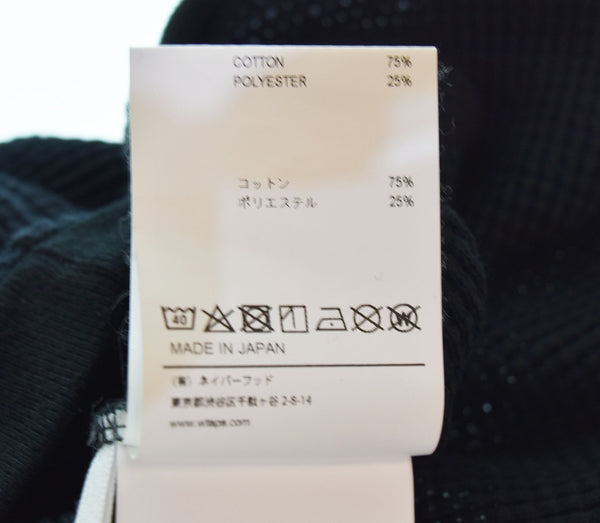 COTTON 75%
POLYESTER 25%
コットン 75%
ポリエステル 25%
40 W
MADE IN JAPAN
(有) ネイバーフッド
東京都渋谷区千駄ヶ谷 2-8-14
www.wtaps.com